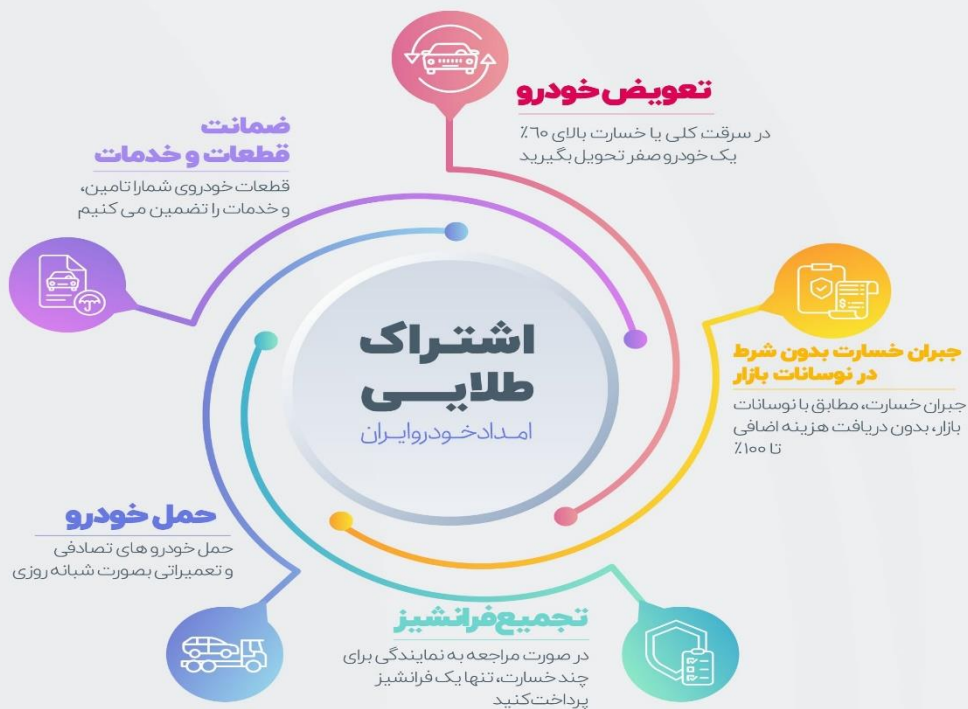 تعویض خودرو
در سرقت کلی یا خسارت بالای ۶۰٪
یک خودرو صفر تحویل بگیرید
ضمانت
قطعات و خدمات
قطعات خودروی شما را تامین،
و خدمات را تضمین می کنیم
اشتراک
طلایی
امداد خودرو ایران
جبران خسارت بدون شرط
در نوسانات بازار
جبران خسارت، مطابق با نوسانات
بازار، بدون دریافت هزینه اضافی
تا ۱۰۰٪
حمل خودرو
حمل خودرو های تصادفی
و تعمیراتی بصورت شبانه روزی
تجمیع فرانشیز
در صورت مراجعه به نمایندگی برای
چند خسارت، تنها یک فرانشیز
پرداخت کنید